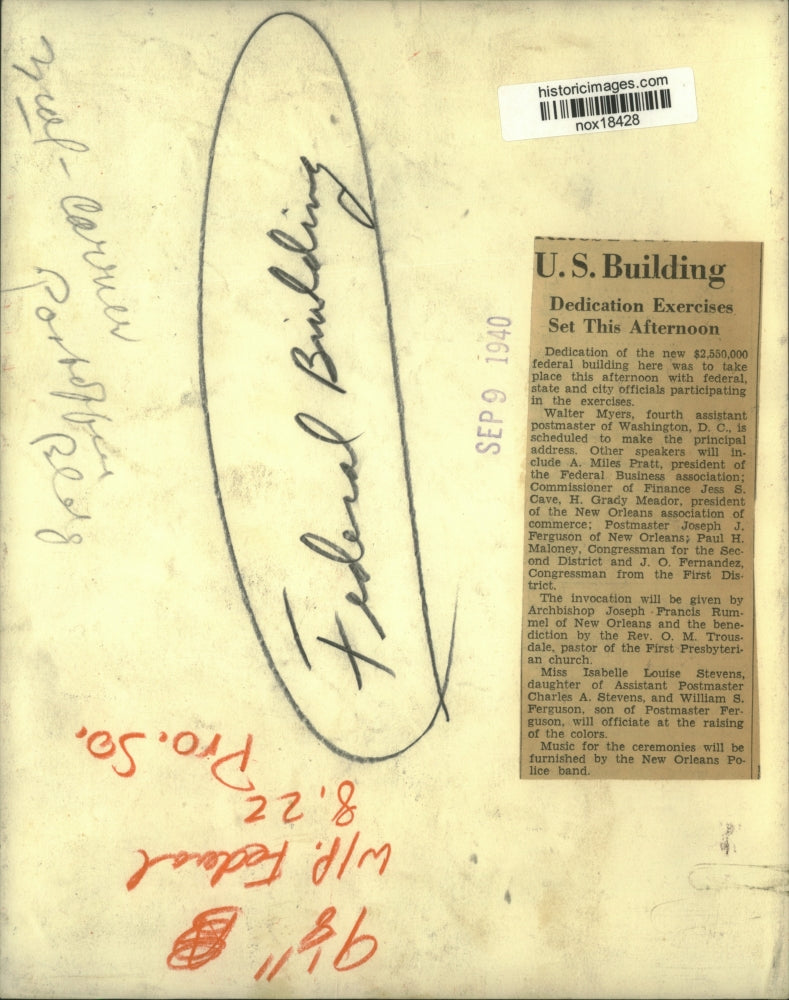 historicimages.com
nox18428
Federal Building
Carrier
Postoffice
Bldg
SEP 9 1940
U. S. Building
Dedication Exercises
Set This Afternoon
Dedication of the new $2,550,000
federal building here was to take
place this afternoon with federal,
state and city officials participating
in the exercises.
Walter Myers, fourth assistant
postmaster of Washington, D. C., is
scheduled to make the principal
address. Other speakers will in-
clude A. Miles Pratt, president of
the Federal Business association;
Commissioner of Finance Jess S.
Cave, H. Grady Meador, president
of the New Orleans association of
commerce; Postmaster Joseph J.
Ferguson of New Orleans; Paul H.
Maloney, Congressman for the Sec-
ond District and J. O. Fernandez,
Congressman from the First Dis-
trict.
The invocation will be given by
Archbishop Joseph Francis Rum-
mel of New Orleans and the bene-
diction by the Rev. O. M. Trous-
dale, pastor of the First Presbyteri-
an church.
Miss Isabelle Louise Stevens,
daughter of Assistant Postmaster
Charles A. Stevens, and William S.
Ferguson, son of Postmaster Fer-
guson, will officiate at the raising
of the colors.
Music for the ceremonies will be
furnished by the New Orleans Po-
lice band.
9⅛"
W/P. Federal
8.22
Pro. So.